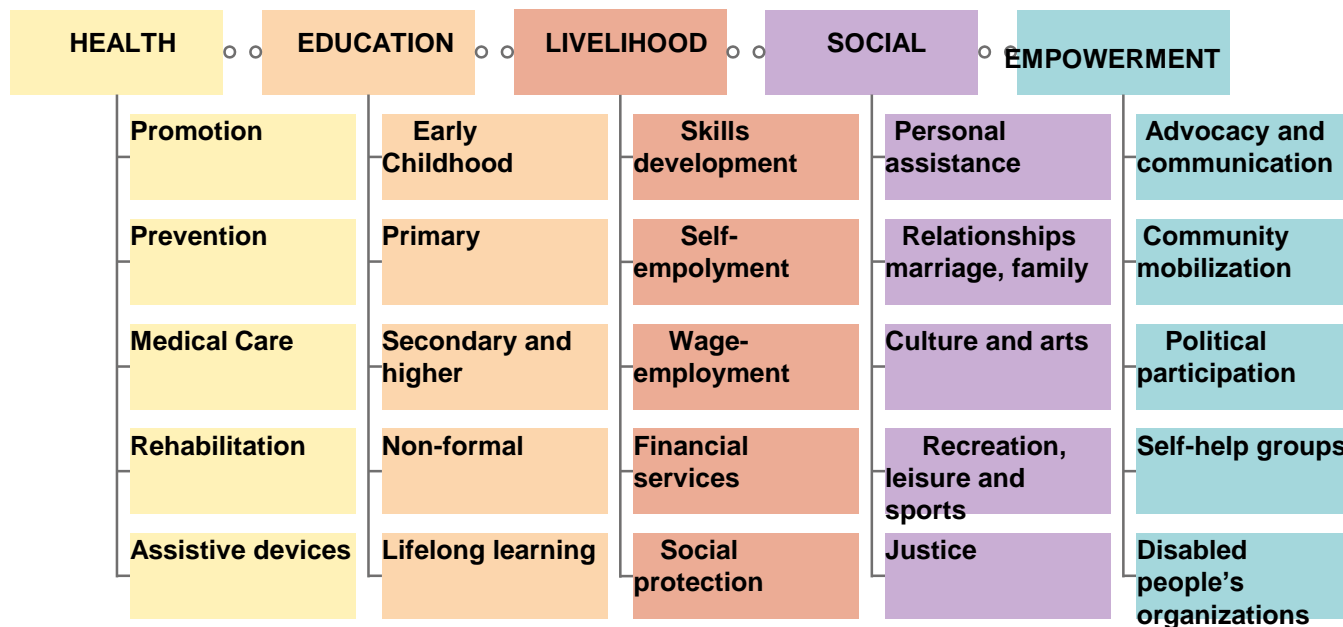 HEALTH
EDUCATION
LIVELIHOOD
SOCIAL
EMPOWERMENT
Promotion
Prevention
Medical Care
Rehabilitation
Assistive devices
Early
Childhood
Primary
Secondary and
higher
Non-formal
Lifelong learning
Skills
development
Self-
empolyment
Wage-
employment
Financial
services
Social
protection
Personal
assistance
Relationships
marriage, family
Culture and arts
Recreation,
leisure and
sports
Justice
Advocacy and
communication
Community
mobilization
Political
participation
Self-help groups
Disabled
people’s
organizations